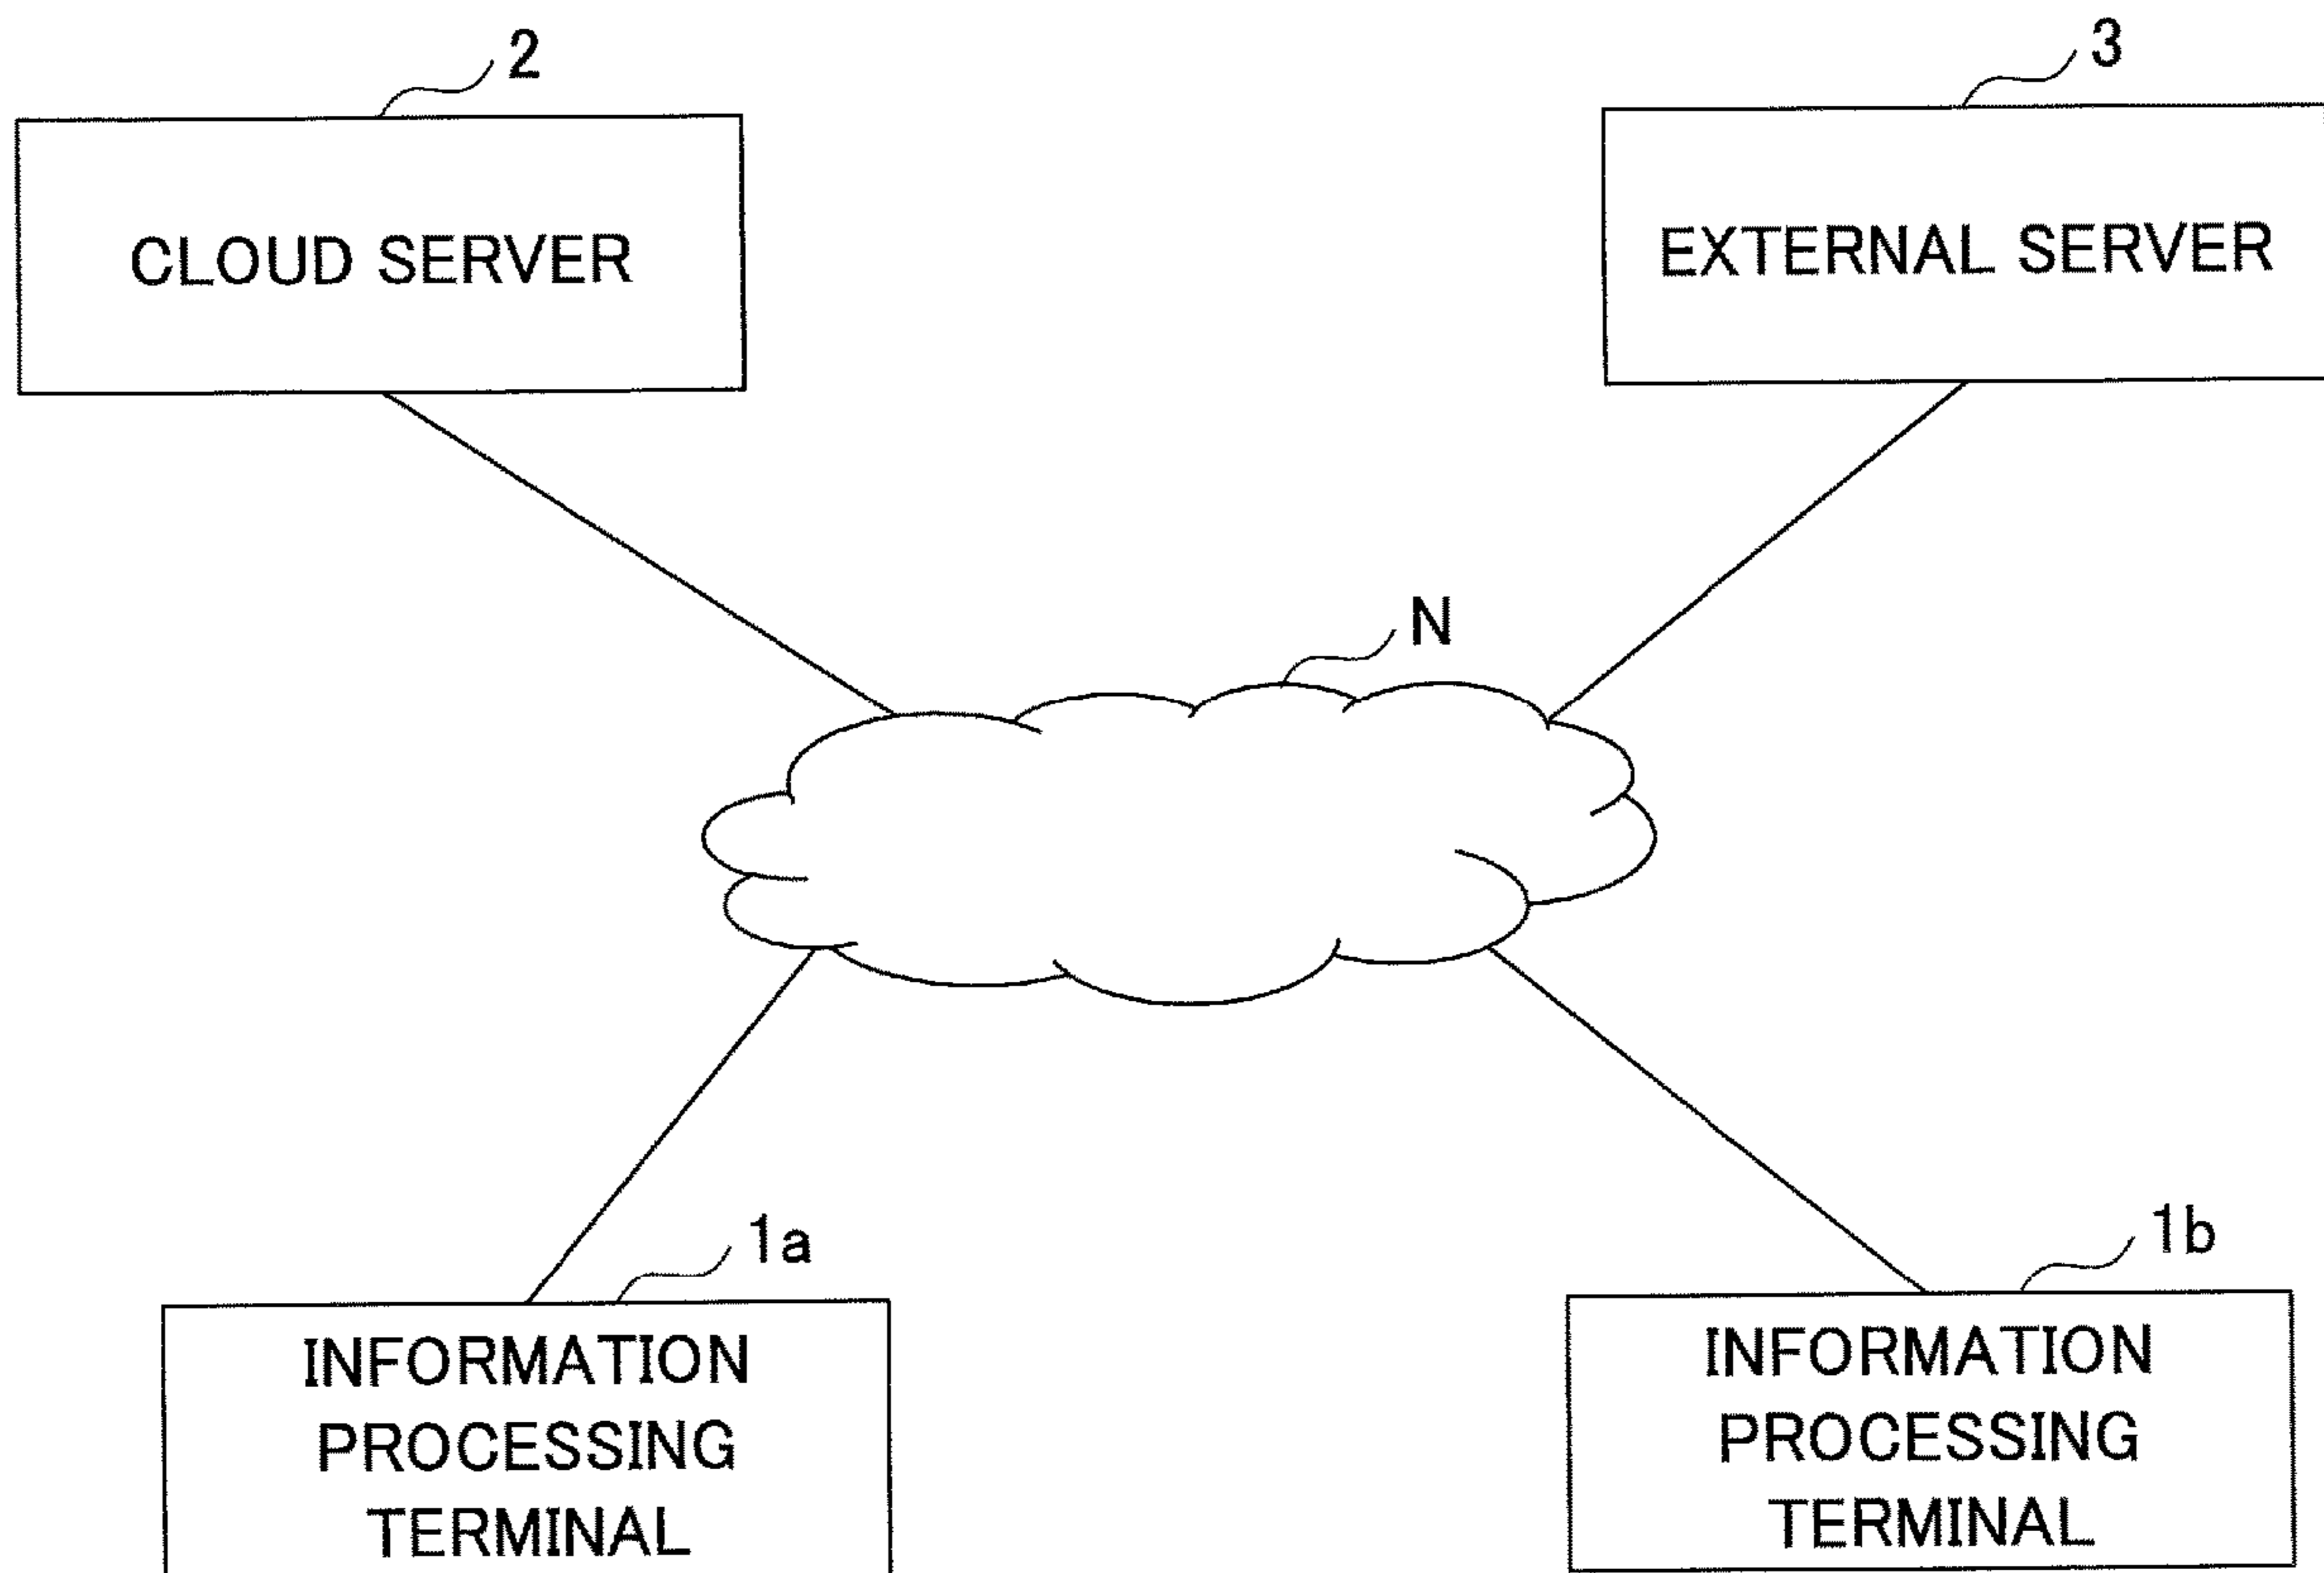 2
3
CLOUD SERVER
EXTERNAL SERVER
N
1a
1b
INFORMATION
PROCESSING
TERMINAL
INFORMATION
PROCESSING
TERMINAL